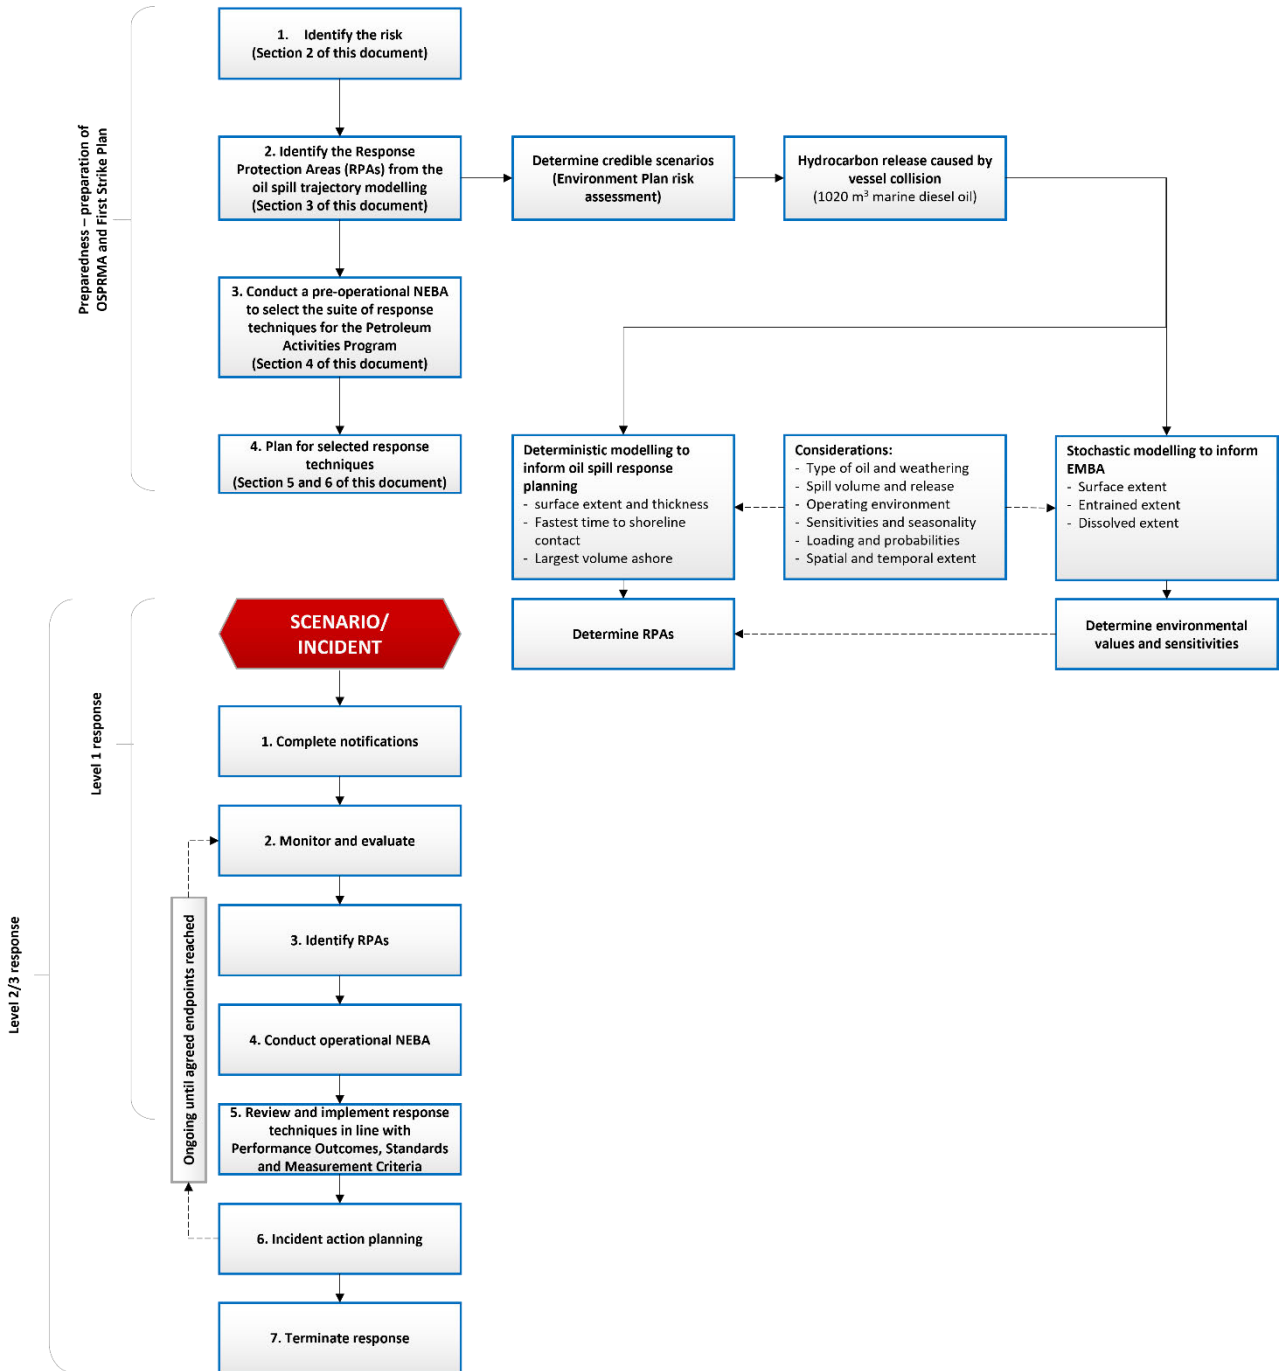 1. Identify the risk
(Section 2 of this document)
Preparedness – preparation of
OSPRMA and First Strike Plan
2. Identify the Response
Protection Areas (RPAs) from the
oil spill trajectory modelling
(Section 3 of this document)
Determine credible scenarios
(Environment Plan risk
assessment)
Hydrocarbon release caused by
vessel collision
(1020 m³ marine diesel oil)
3. Conduct a pre-operational NEBA
to select the suite of response
techniques for the Petroleum
Activities Program
(Section 4 of this document)
4. Plan for selected response
techniques
(Section 5 and 6 of this document)
Deterministic modelling to
inform oil spill response
planning
- surface extent and thickness
- Fastest time to shoreline
contact
- Largest volume ashore
Considerations:
- Type of oil and weathering
- Spill volume and release
- Operating environment
- Sensitivities and seasonality
- Loading and probabilities
- Spatial and temporal extent
Stochastic modelling to inform
EMBA
- Surface extent
- Entrained extent
- Dissolved extent
Determine RPAs
Determine environmental
values and sensitivities
SCENARIO/
INCIDENT
Level 1 response
Level 2/3 response
1. Complete notifications
2. Monitor and evaluate
3. Identify RPAs
4. Conduct operational NEBA
Ongoing until agreed endpoints reached
5. Review and implement response
techniques in line with
Performance Outcomes, Standards
and Measurement Criteria
6. Incident action planning
7. Terminate response